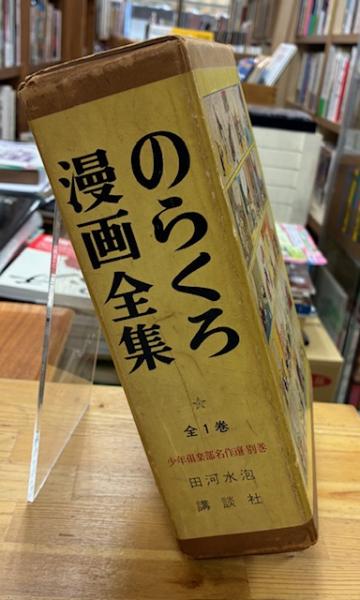 のらくろ
漫画全集
☆
全1巻
少年倶楽部名作選別巻
田河水泡
講談社